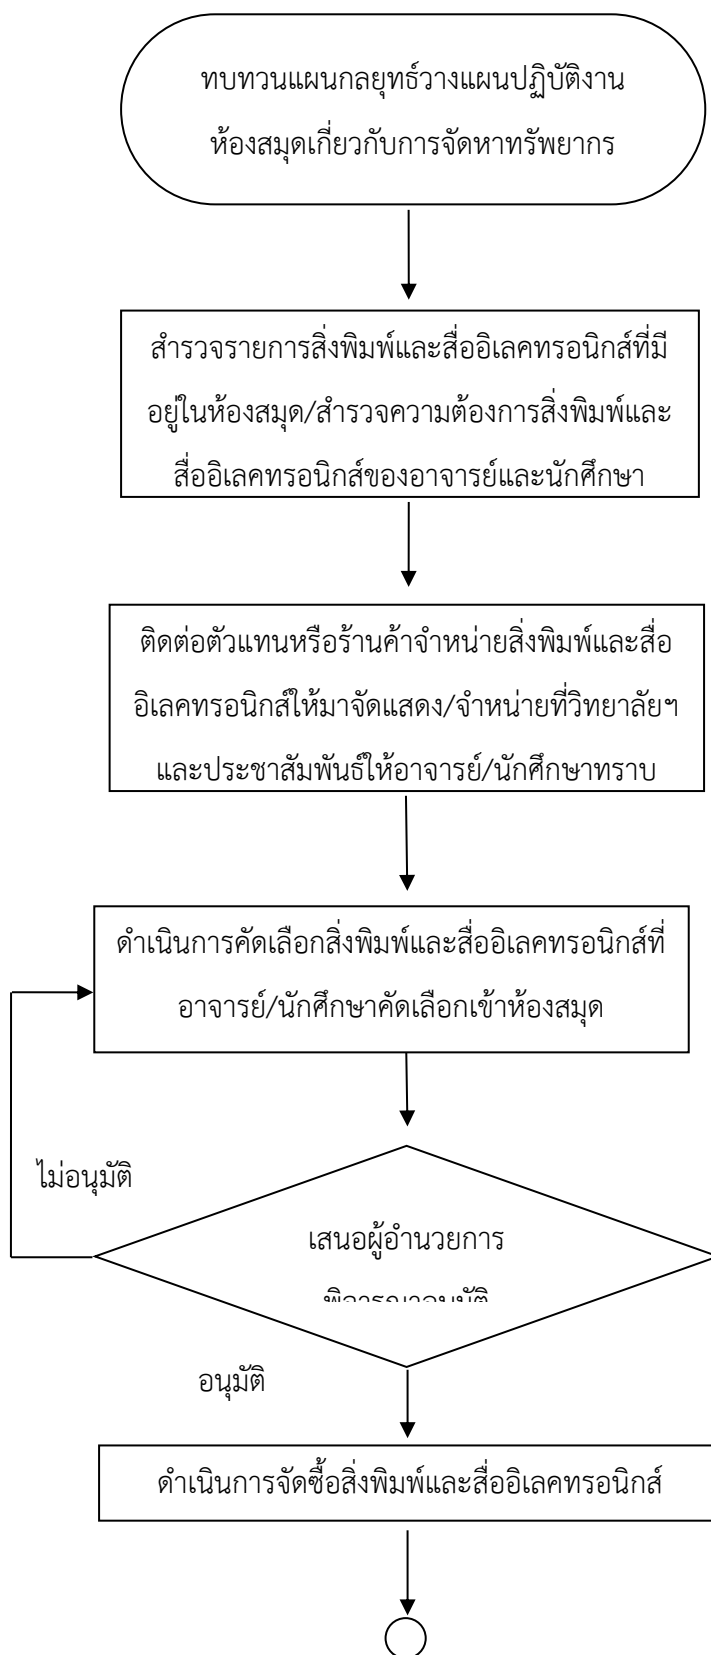 ทบทวนแผนกลยุทธ์วางแผนปฏิบัติงาน
ห้องสมุดเกี่ยวกับการจัดหาทรัพยากร
สำรวจรายการสิ่งพิมพ์และสื่ออิเลคทรอนิกส์ที่มี
อยู่ในห้องสมุด/สำรวจความต้องการสิ่งพิมพ์และ
สื่ออิเลคทรอนิกส์ของอาจารย์และนักศึกษา
ติดต่อตัวแทนหรือร้านค้าจำหน่ายสิ่งพิมพ์และสื่อ
อิเลคทรอนิกส์ให้มาจัดแสดง/จำหน่ายที่วิทยาลัยฯ
และประชาสัมพันธ์ให้อาจารย์/นักศึกษาทราบ
ดำเนินการคัดเลือกสิ่งพิมพ์และสื่ออิเลคทรอนิกส์ที่
อาจารย์/นักศึกษาคัดเลือกเข้าห้องสมุด
ไม่อนุมัติ
เสนอผู้อำนวยการ
อนุมัติ
ดำเนินการจัดซื้อสิ่งพิมพ์และสื่ออิเลคทรอนิกส์